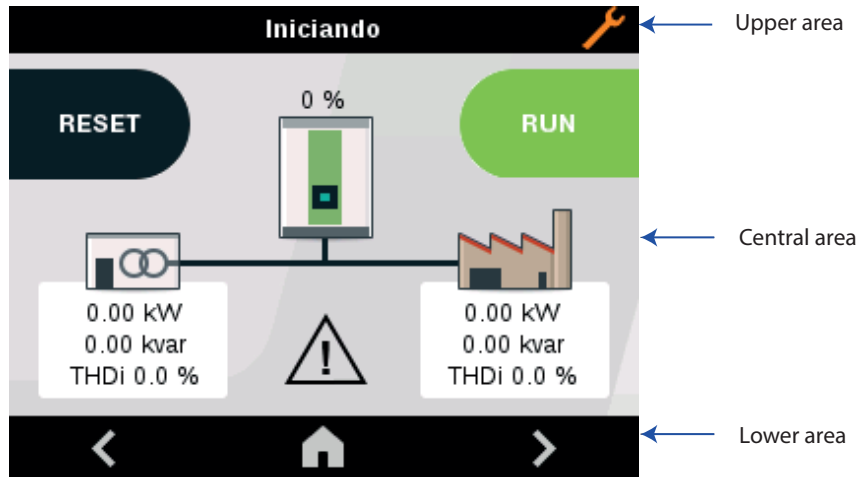 Iniciando
Upper area
0 %
RESET
RUN
Central area
0.00 kW
0.00 kvar
THDi 0.0 %
0.00 kW
0.00 kvar
THDi 0.0 %
Lower area